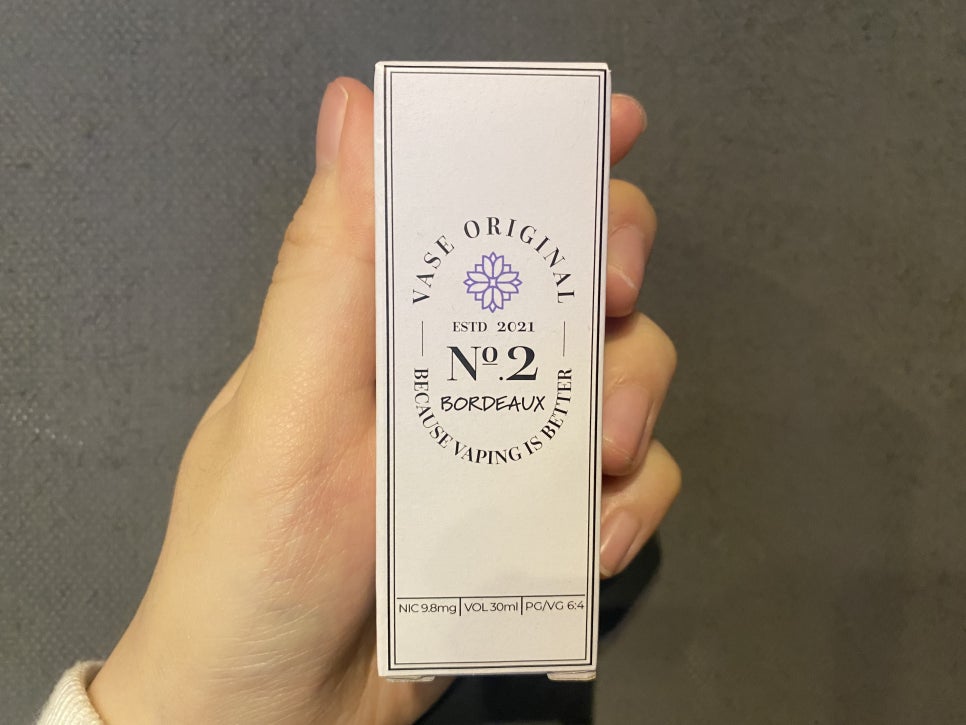 VASE ORIGINAL
ESTD 2021
Nº.2
BORDEAUX
BECAUSE VAPING IS BETTER
NIC 9.8mg VOL 30ml PG/VG 6:4